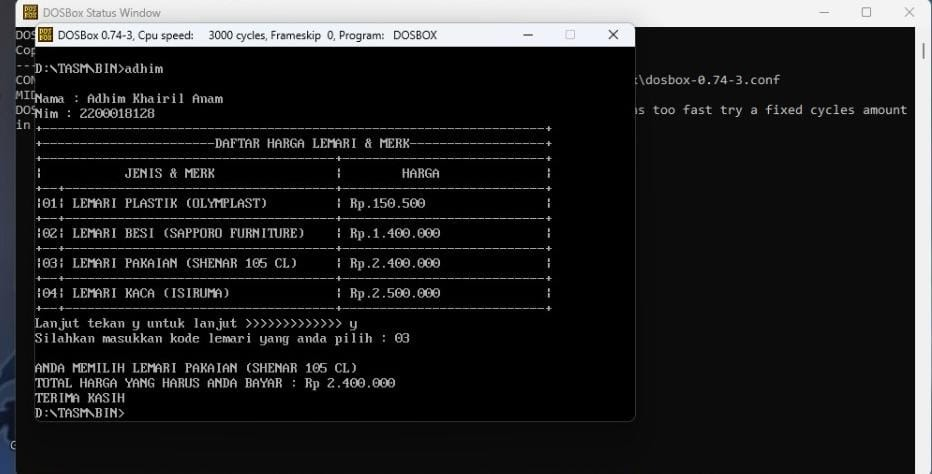 DOSBox Status Window
DOSBox 0.74-3, Cpu speed: 3000 cycles, Frameskip 0, Program: DOSBOX
DOS
Cop
---
CON
\dosbox-0.74-3.conf
MID
DOS
s too fast try a fixed cycles amount
in
D:\TASM\BIN>adhim
Nama : Adhim Khairil Anam
Nim : 2200018128
+--------------------------------------------------------------------+
+-----------------------DAFTAR HARGA LEMARI & MERK------------------+
+----------------------------------------+---------------------------+
¦ JENIS & MERK ¦ HARGA ¦
+--+-------------------------------------+---------------------------+
¦01¦ LEMARI PLASTIK (OLYMPLAST) ¦ Rp.150.500 ¦
+--+-------------------------------------+---------------------------+
¦02¦ LEMARI BESI (SAPPORO FURNITURE) ¦ Rp.1.400.000 ¦
+--+-------------------------------------+---------------------------+
¦03¦ LEMARI PAKAIAN (SHENAR 105 CL) ¦ Rp.2.400.000 ¦
+--+-------------------------------------+---------------------------+
¦04¦ LEMARI KACA (ISIRUMA) ¦ Rp.2.500.000 ¦
+--+-------------------------------------+---------------------------+
Lanjut tekan y untuk lanjut >>>>>>>>>>>>> y
Silahkan masukkan kode lemari yang anda pilih : 03
ANDA MEMILIH LEMARI PAKAIAN (SHENAR 105 CL)
TOTAL HARGA YANG HARUS ANDA BAYAR : Rp 2.400.000
TERIMA KASIH
D:\TASM\BIN>